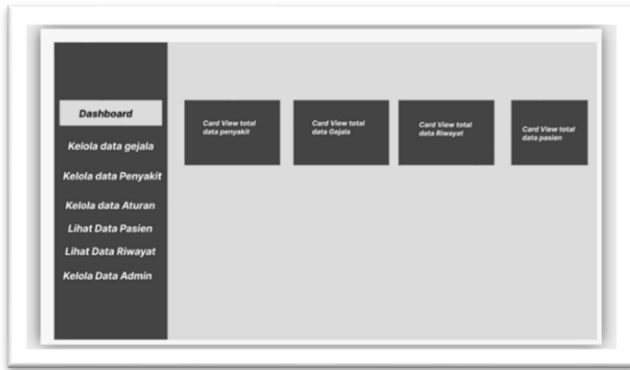 Dashboard
Kelola data gejala
Kelola data Penyakit
Kelola data Aturan
Lihat Data Pasien
Lihat Data Riwayat
Kelola Data Admin
Card View total
data penyakit
Card View total
data Gejala
Card View total
data Riwayat
Card View total
data pasien